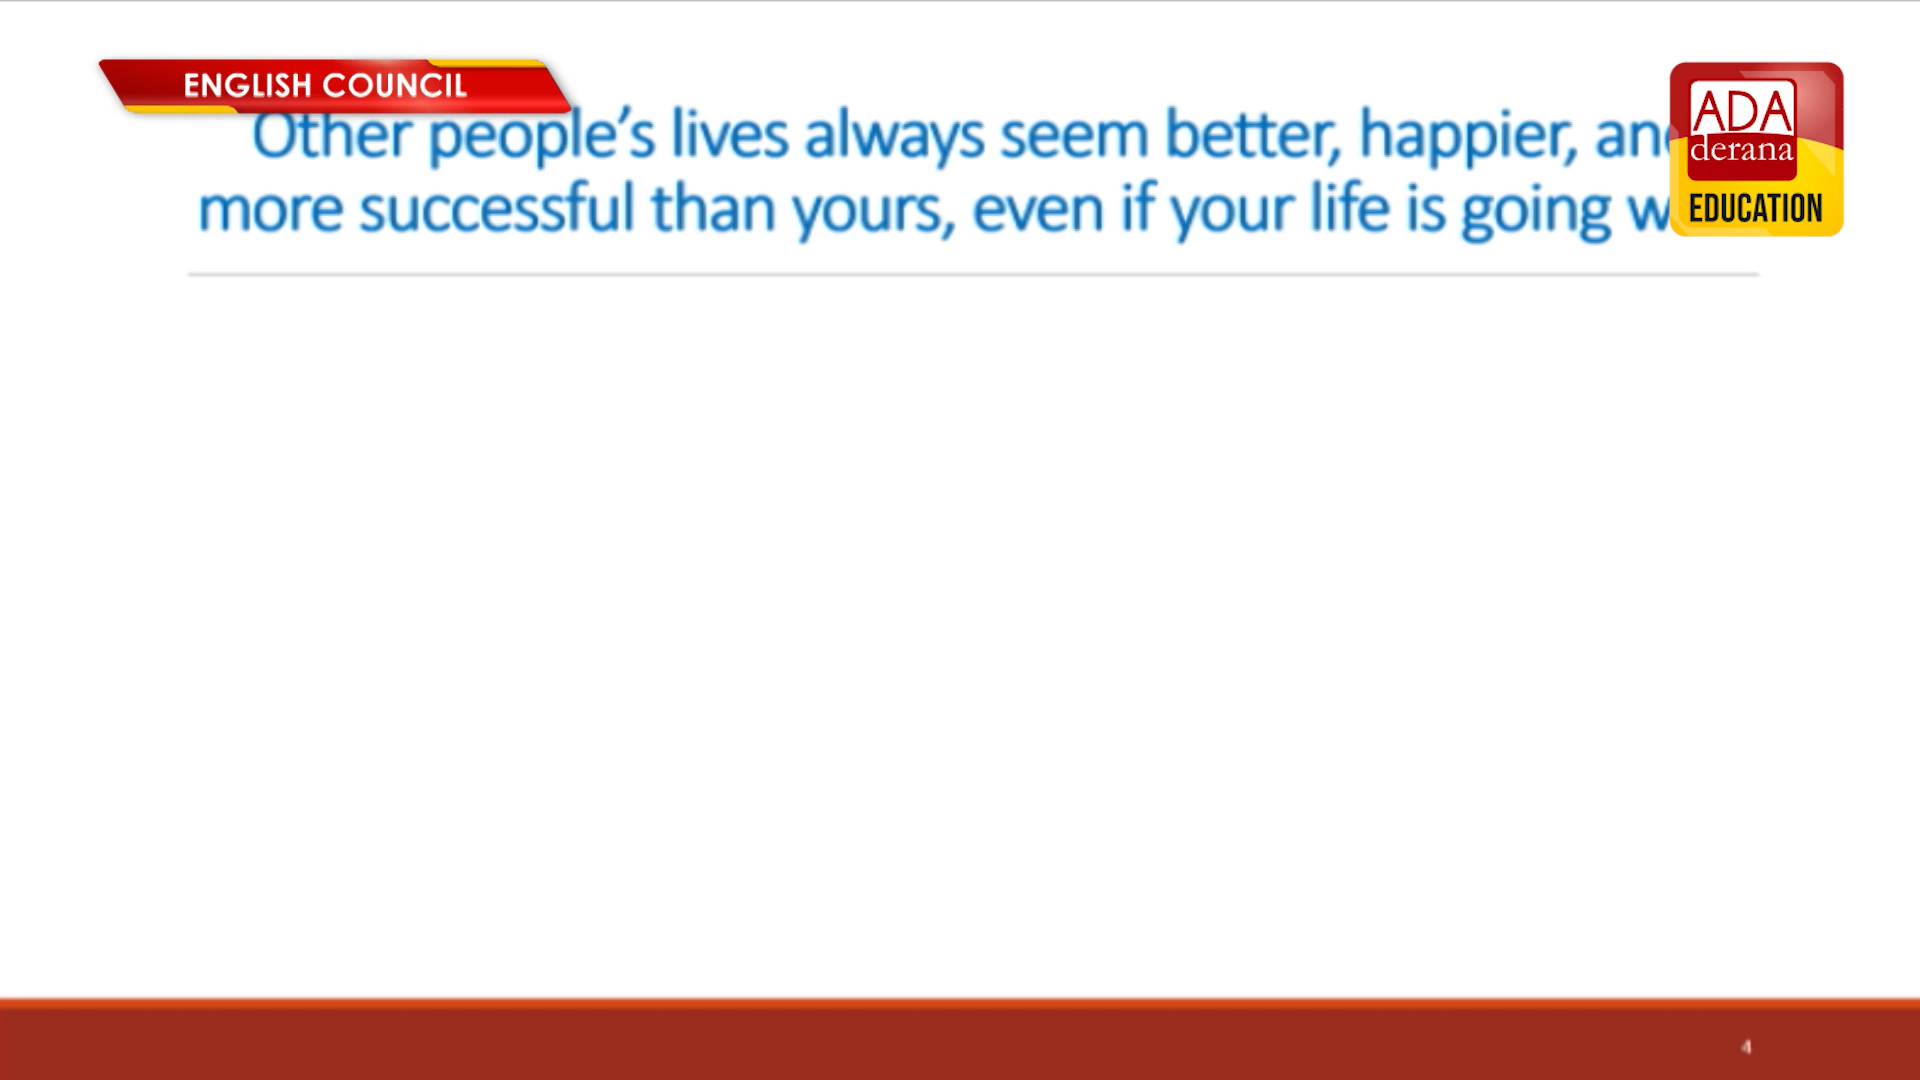 ENGLISH COUNCIL
Other people's lives always seem better, happier,
more successful than yours, even if your life is going
ADA
derana
EDUCATION
4